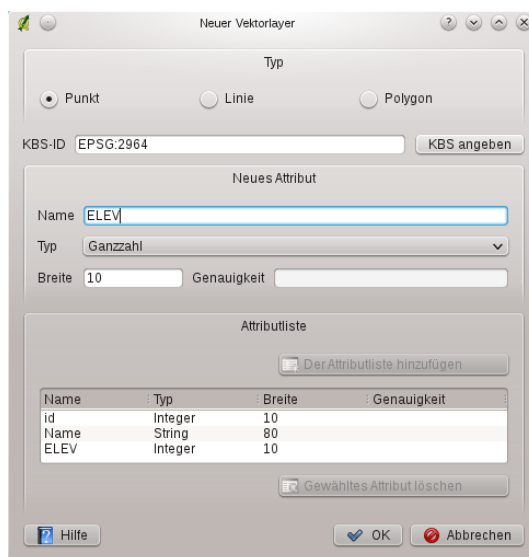 Neuer Vektorlayer
Typ
Punkt Linie Polygon
KBS-ID EPSG:2964 KBS angeben
Neues Attribut
Name ELEV
Typ Ganzzahl
Breite 10 Genauigkeit
Attributliste
Der Attributliste hinzufügen
Name Typ Breite Genauigkeit
id Integer 10
Name String 80
ELEV Integer 10
Gewähltes Attribut löschen
Hilfe OK Abbrechen